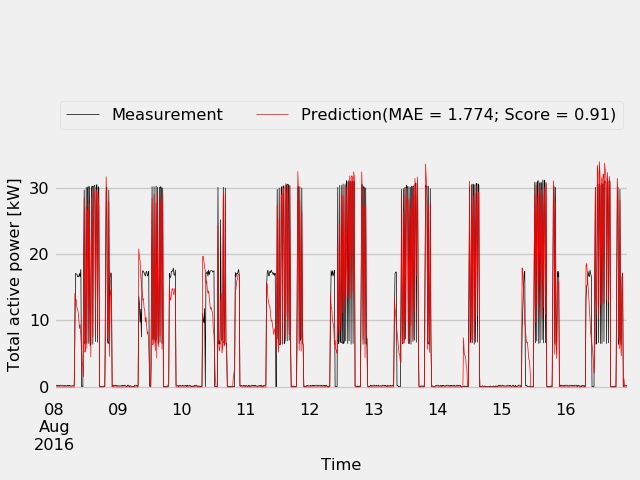 Measurement
Prediction(MAE = 1.774; Score = 0.91)
Total active power [kW]
30
20
10
0
08 09 10 11 12 13 14 15 16
Aug
2016
Time